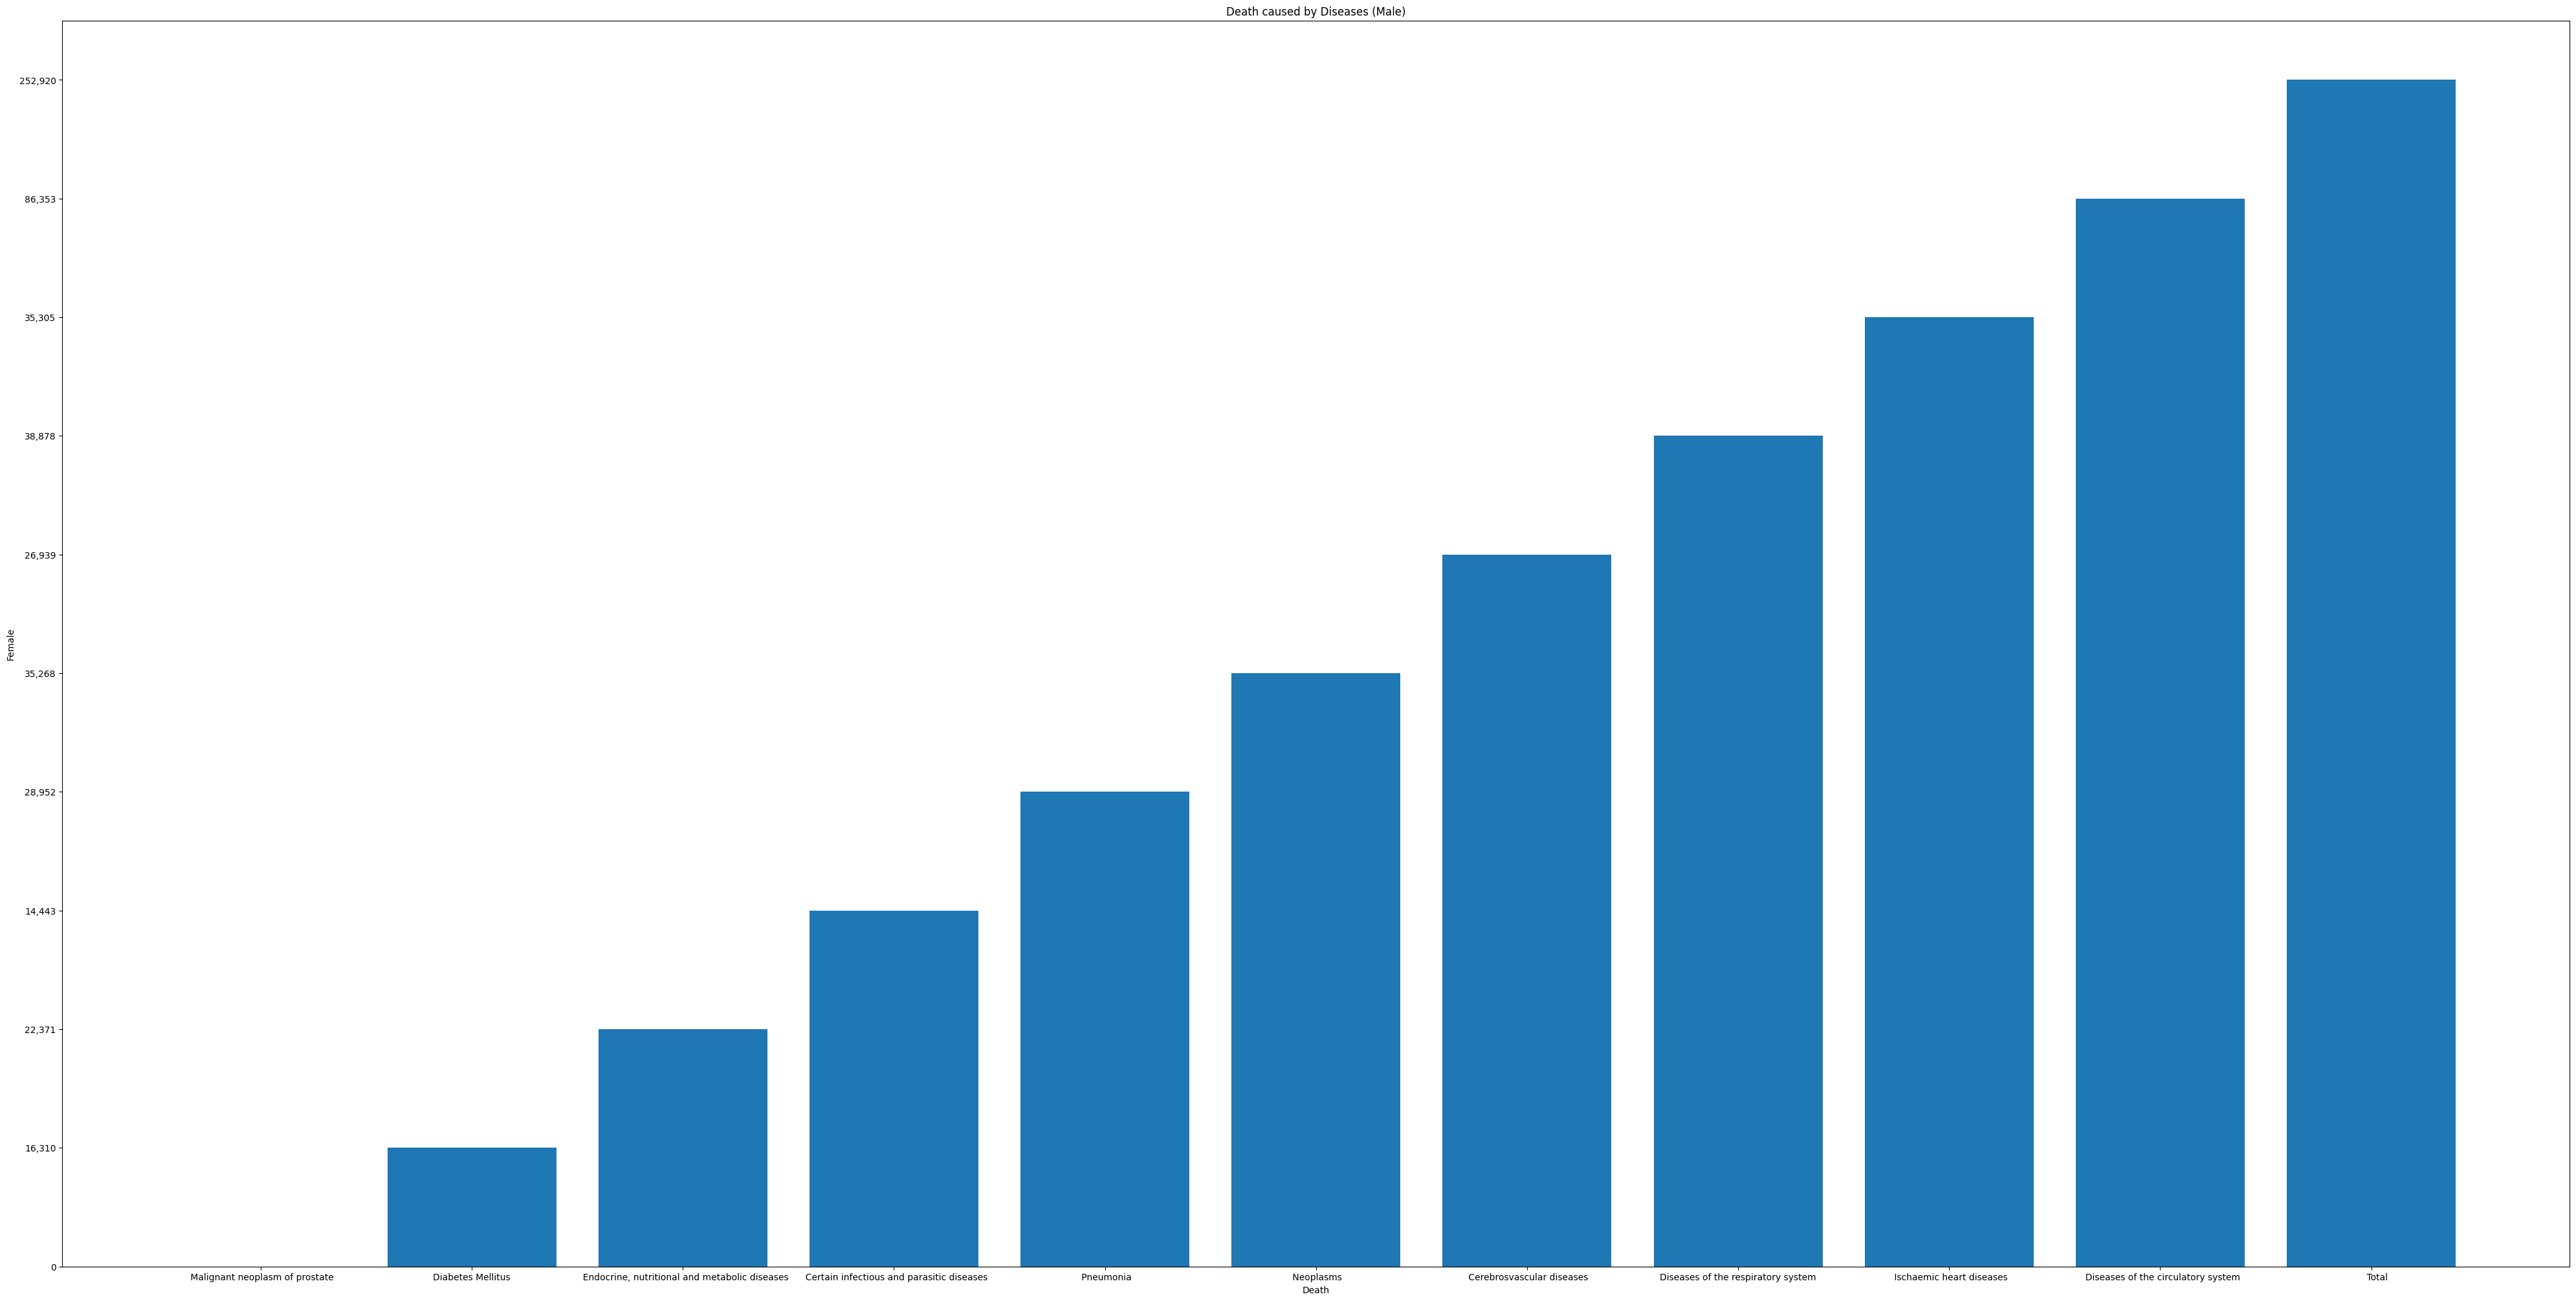 Death caused by Diseases (Male)
252,920
86,353
35,305
38,878
26,939
35,268
28,952
14,443
22,371
16,310
0
Female
Malignant neoplasm of prostate Diabetes Mellitus Endocrine, nutritional and metabolic diseases Certain infectious and parasitic diseases Pneumonia Neoplasms Cerebrosvascular diseases Diseases of the respiratory system Ischaemic heart diseases Diseases of the circulatory system Total
Death